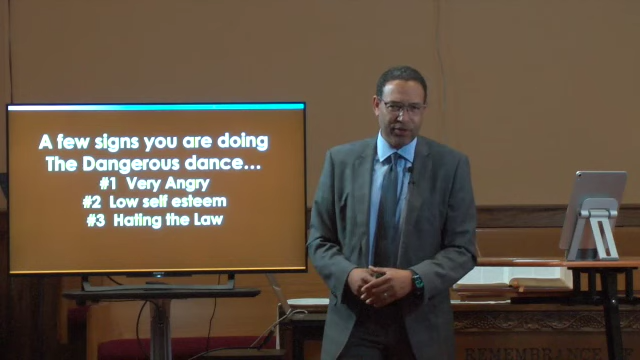 A few signs you are doing
The Dangerous dance...
#1 Very Angry
#2 Low self esteem
#3 Hating the Law
REMEMBRANCE